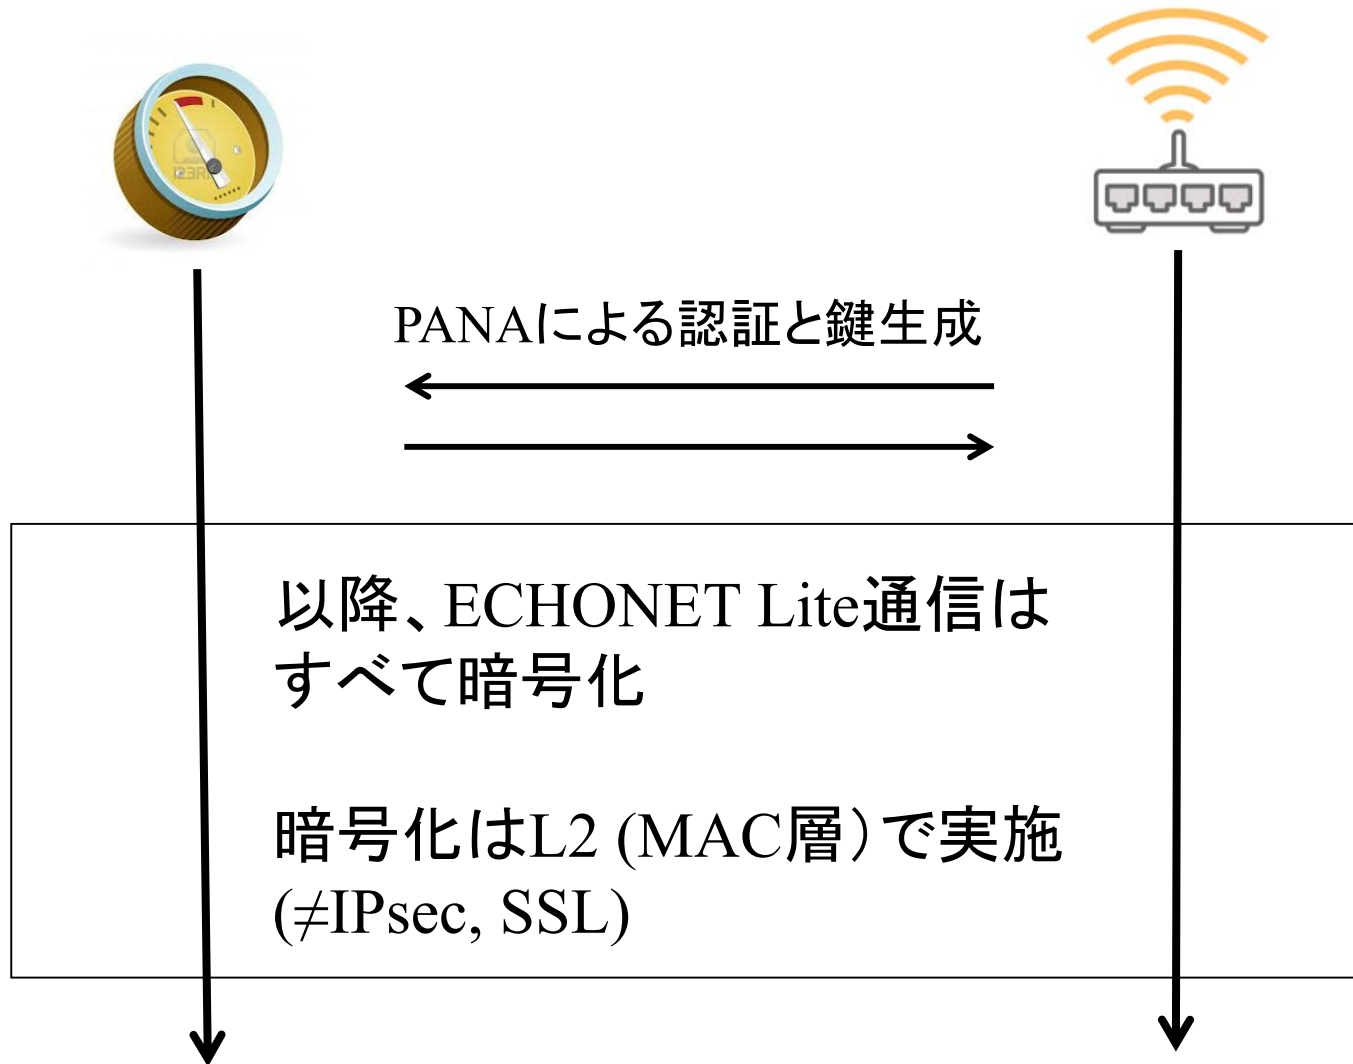 PANAによる認証と鍵生成
以降、ECHONET Lite通信は
すべて暗号化
暗号化はL2 (MAC層）で実施
(≠IPsec, SSL)